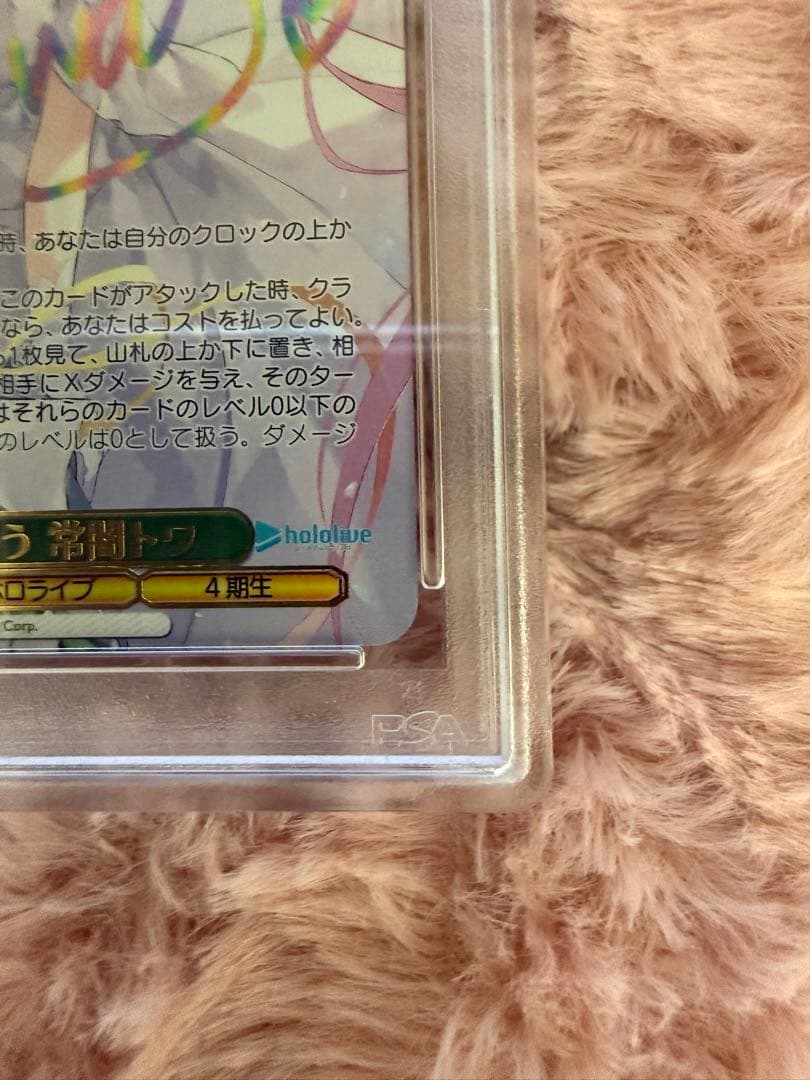 時、あなたは自分のクロックの上か
このカードがアタックした時、クラ
なら、あなたはコストを払ってよい。
1枚見て、山札の上か下に置き、相
相手にXダメージを与え、そのター
はそれらのカードのレベル0以下の
のレベルは0として扱う。ダメージ
う 常闇トワ
hololive
ホロライブ
4期生
Corp.
PSA